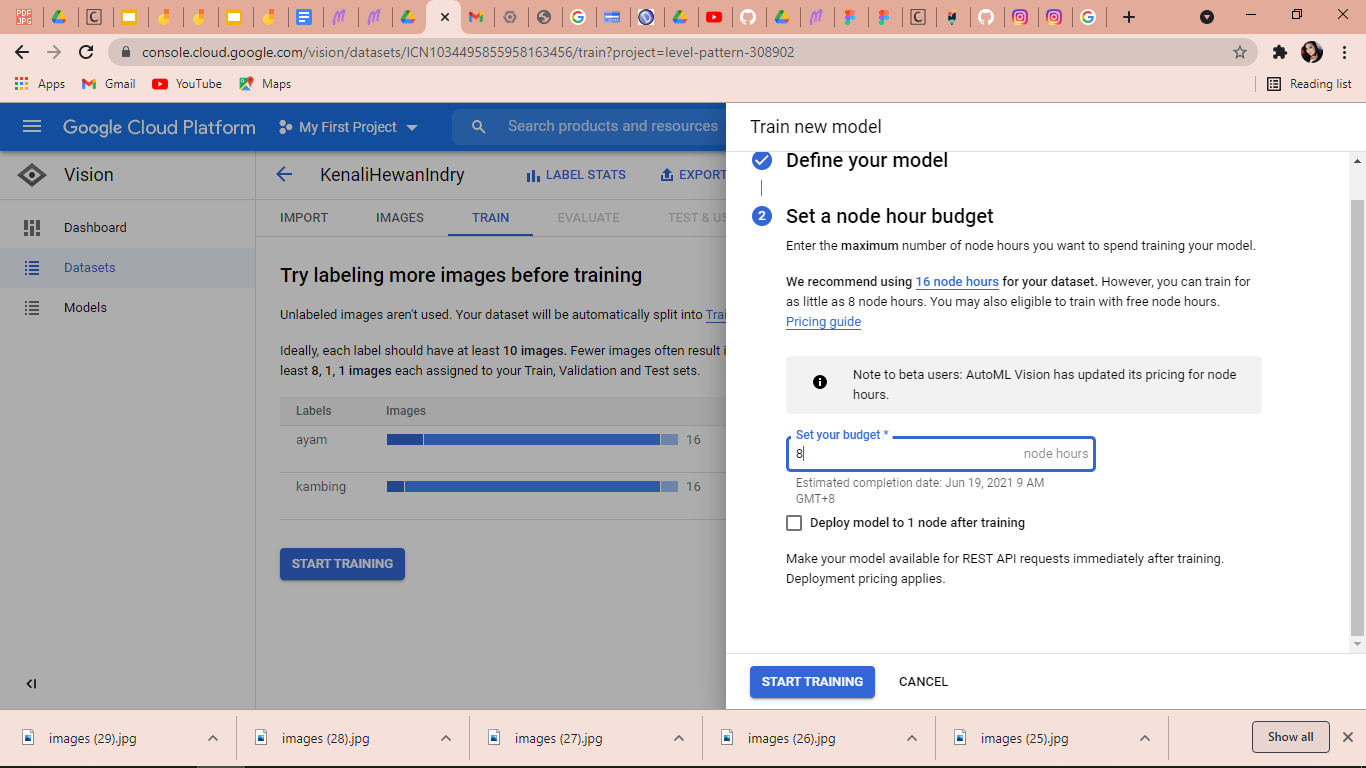 console.cloud.google.com/vision/datasets/ICN1034495855958163456/train?project=level-pattern-308902
Apps
Gmail
YouTube
Maps
Reading list
Google Cloud Platform
My First Project
Search products and resources
Vision
KenaliHewanIndry
LABEL STATS
EXPORT
Dashboard
Datasets
Models
IMPORT
IMAGES
TRAIN
EVALUATE
TEST & US
Try labeling more images before training
Unlabeled images aren't used. Your dataset will be automatically split into Trai
Ideally, each label should have at least 10 images. Fewer images often result i
least 8, 1, 1 images each assigned to your Train, Validation and Test sets.
Labels
Images
ayam
16
kambing
16
START TRAINING
Train new model
Define your model
2
Set a node hour budget
Enter the maximum number of node hours you want to spend training your model.
We recommend using 16 node hours for your dataset. However, you can train for
as little as 8 node hours. You may also eligible to train with free node hours.
Pricing guide
Note to beta users: AutoML Vision has updated its pricing for node
hours.
Set your budget *
8
node hours
Estimated completion date: Jun 19, 2021 9 AM
GMT+8
Deploy model to 1 node after training
Make your model available for REST API requests immediately after training.
Deployment pricing applies.
START TRAINING
CANCEL
images (29).jpg
images (28).jpg
images (27).jpg
images (26).jpg
images (25).jpg
Show all